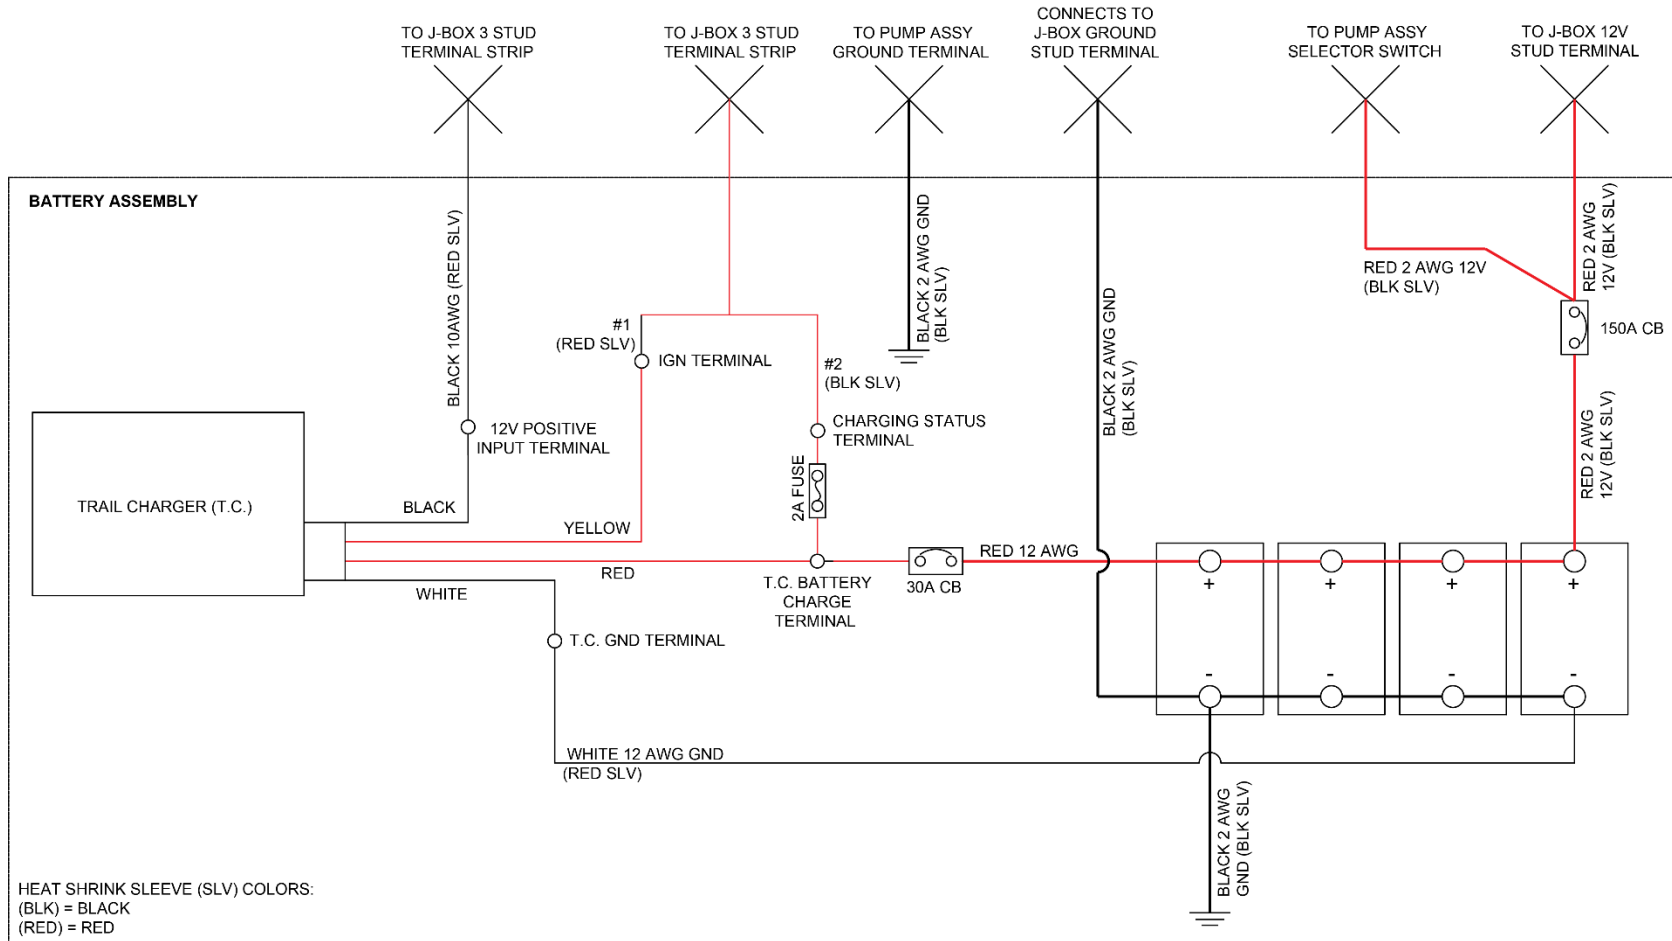 TO J-BOX 3 STUD
TERMINAL STRIP
TO J-BOX 3 STUD
TERMINAL STRIP
TO PUMP ASSY
GROUND TERMINAL
CONNECTS TO
J-BOX GROUND
STUD TERMINAL
TO PUMP ASSY
SELECTOR SWITCH
TO J-BOX 12V
STUD TERMINAL
BATTERY ASSEMBLY
BLACK 10AWG (RED SLV)
BLACK 2 AWG GND
(BLK SLV)
RED 2 AWG
12V (BLK SLV)
RED 2 AWG 12V
(BLK SLV)
#1
(RED SLV)
IGN TERMINAL
#2
(BLK SLV)
150A CB
BLACK 2 AWG GND
(BLK SLV)
12V POSITIVE
INPUT TERMINAL
CHARGING STATUS
TERMINAL
RED 2 AWG
12V (BLK SLV)
2A FUSE
TRAIL CHARGER (T.C.)
BLACK
YELLOW
RED
WHITE
RED 12 AWG
30A CB
T.C. BATTERY
CHARGE
TERMINAL
+
+
+
+
T.C. GND TERMINAL
-
-
-
-
WHITE 12 AWG GND
(RED SLV)
BLACK 2 AWG
GND (BLK SLV)
HEAT SHRINK SLEEVE (SLV) COLORS:
(BLK) = BLACK
(RED) = RED